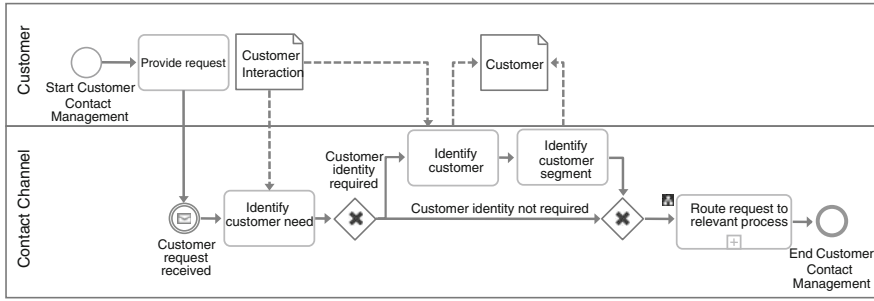 Customer
Start Customer
Contact
Management
Provide request
Customer
Interaction
Customer
Contact Channel
Customer
request
received
Identify
customer need
Customer
identity
required
Identify
customer
Identify
customer
segment
Customer identity not required
Route request to
relevant process
End Customer
Contact
Management